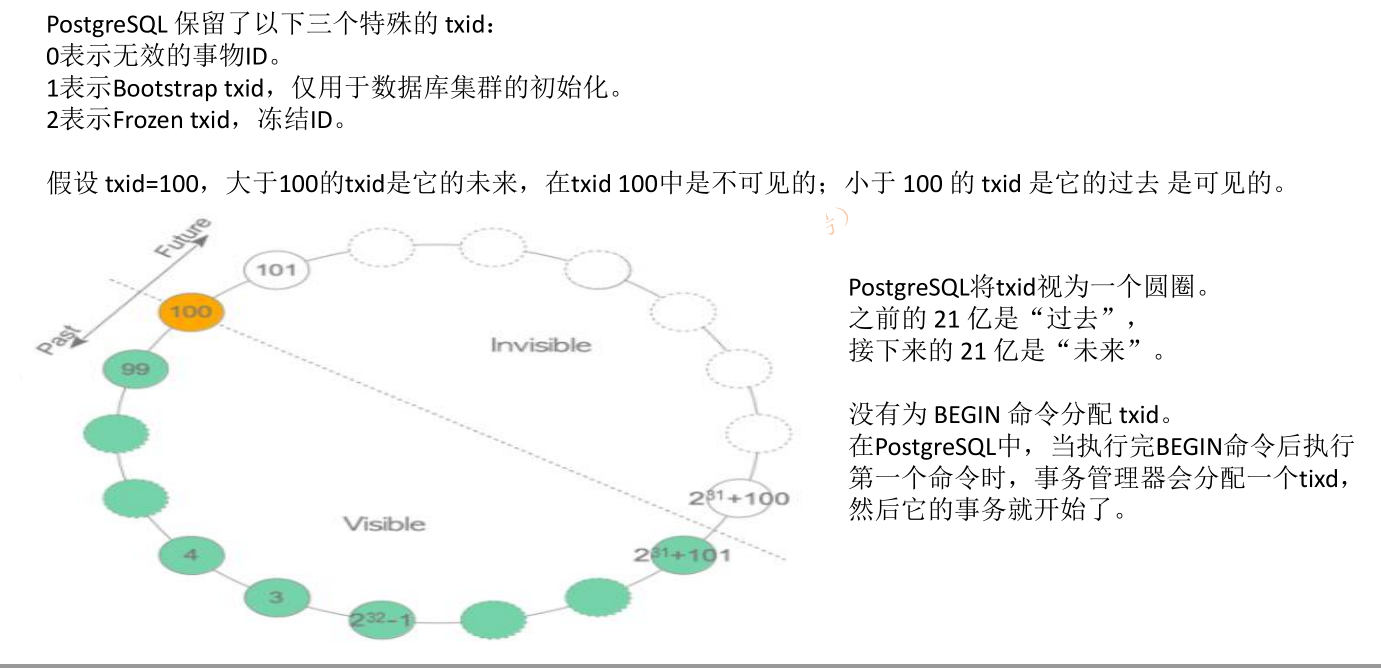 PostgreSQL 保留了以下三个特殊的 txid：
0表示无效的事物ID。
1表示Bootstrap txid，仅用于数据库集群的初始化。
2表示Frozen txid，冻结ID。
假设 txid=100，大于100的txid是它的未来，在txid 100中是不可见的；小于 100 的 txid 是它的过去 是可见的。
Future
Past
101
100
99
Invisible
Visible
2³¹+100
2³¹+101
4
3
2³²-1
PostgreSQL将txid视为一个圆圈。
之前的 21 亿是“过去”，
接下来的 21 亿是“未来”。
没有为 BEGIN 命令分配 txid。
在PostgreSQL中，当执行完BEGIN命令后执行
第一个命令时，事务管理器会分配一个tixd，
然后它的事务就开始了。